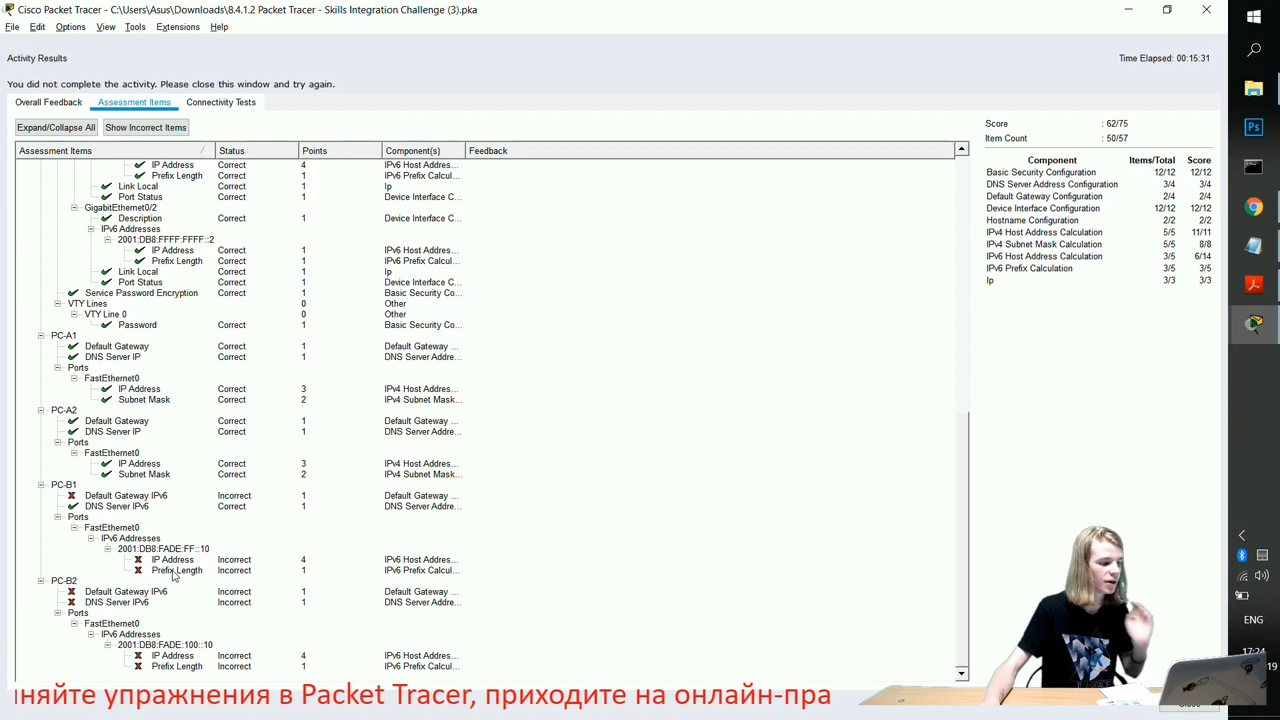 Cisco Packet Tracer - C:\Users\Asus\Downloads\8.4.1.2 Packet Tracer - Skills Integration Challenge (3).pka
File Edit Options View Tools Extensions Help
Activity Results
Time Elapsed: 00:15:31
You did not complete the activity. Please close this window and try again.
Overall Feedback Assessment Items Connectivity Tests
Expand/Collapse All Show Incorrect Items
Assessment Items Status Points Component(s) Feedback
IP Address Correct 4 IPv6 Host Addres...
Prefix Length Correct 1 IPv6 Prefix Calcul...
Link Local Correct 1 Ip
Port Status Correct 1 Device Interface C...
GigabitEthernet0/2
Description Correct 1 Device Interface C...
IPv6 Addresses
2001:DB8:FFFF:FFFF::2
IP Address Correct 1 IPv6 Host Addres...
Prefix Length Correct 1 IPv6 Prefix Calcul...
Link Local Correct 1 Ip
Port Status Correct 1 Device Interface C...
Service Password Encryption Correct 1 Basic Security Co...
VTY Lines 0 Other
VTY Line 0 0 Other
Password Correct 1 Basic Security Co...
PC-A1
Default Gateway Correct 1 Default Gateway ...
DNS Server IP Correct 1 DNS Server Addre...
Ports
FastEthernet0
IP Address Correct 3 IPv4 Host Addres...
Subnet Mask Correct 2 IPv4 Subnet Mask...
PC-A2
Default Gateway Correct 1 Default Gateway ...
DNS Server IP Correct 1 DNS Server Addre...
Ports
FastEthernet0
IP Address Correct 3 IPv4 Host Addres...
Subnet Mask Correct 2 IPv4 Subnet Mask...
PC-B1
Default Gateway IPv6 Incorrect 1 Default Gateway ...
DNS Server IPv6 Correct 1 DNS Server Addre...
Ports
FastEthernet0
IPv6 Addresses
2001:DB8:FADE:FF::10
IP Address Incorrect 4 IPv6 Host Addres...
Prefix Length Incorrect 1 IPv6 Prefix Calcul...
PC-B2
Default Gateway IPv6 Incorrect 1 Default Gateway ...
DNS Server IPv6 Incorrect 1 DNS Server Addre...
Ports
FastEthernet0
IPv6 Addresses
2001:DB8:FADE:100::10
IP Address Incorrect 4 IPv6 Host Addres...
Prefix Length Incorrect 1 IPv6 Prefix Calcul...
Score : 62/75
Item Count : 50/57
Component Items/Total Score
Basic Security Configuration 12/12 12/12
DNS Server Address Configuration 3/4 3/4
Default Gateway Configuration 2/4 2/4
Device Interface Configuration 12/12 12/12
Hostname Configuration 2/2 2/2
IPv4 Host Address Calculation 5/5 11/11
IPv4 Subnet Mask Calculation 5/5 8/8
IPv6 Host Address Calculation 3/5 6/14
IPv6 Prefix Calculation 3/5 3/5
Ip 3/3 3/3
Ps
ENG
17:24
няйте упражнения в Packet Tracer, приходите на онлайн-пра